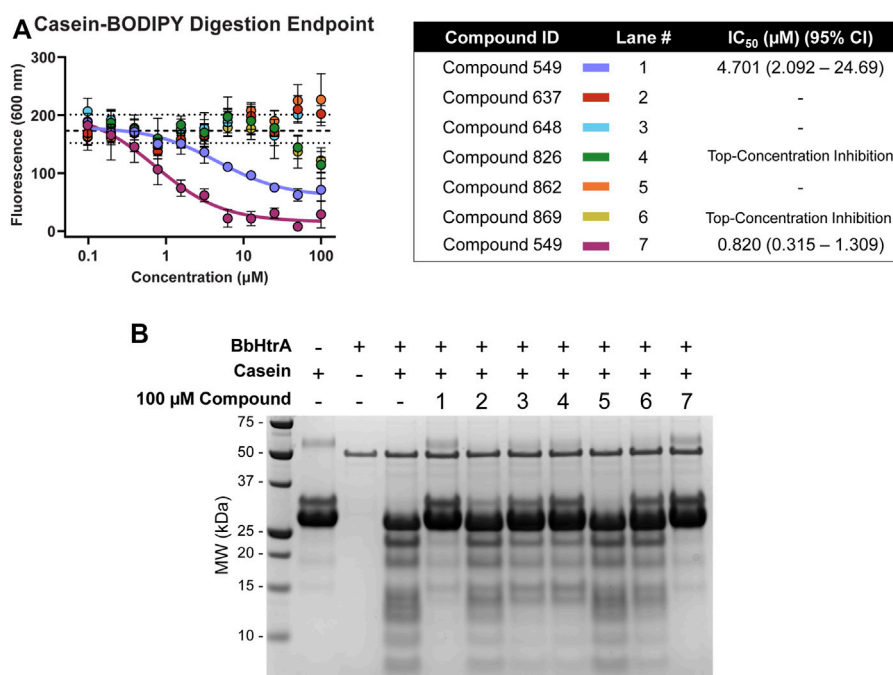 A Casein-BODIPY Digestion Endpoint
Fluorescence (600 nm)
300
200
100
0
0.1 1 10 100
Concentration (µM)
Compound ID Lane # IC50 (µM) (95% CI)
Compound 549 1 4.701 (2.092 – 24.69)
Compound 637 2 -
Compound 648 3 -
Compound 826 4 Top-Concentration Inhibition
Compound 862 5 -
Compound 869 6 Top-Concentration Inhibition
Compound 549 7 0.820 (0.315 – 1.309)
B
BbHtrA - + + + + + + + + +
Casein + - + + + + + + + +
100 µM Compound - - - 1 2 3 4 5 6 7
MW (kDa)
75 -
50 -
37 -
25 -
20 -
15 -
10 -